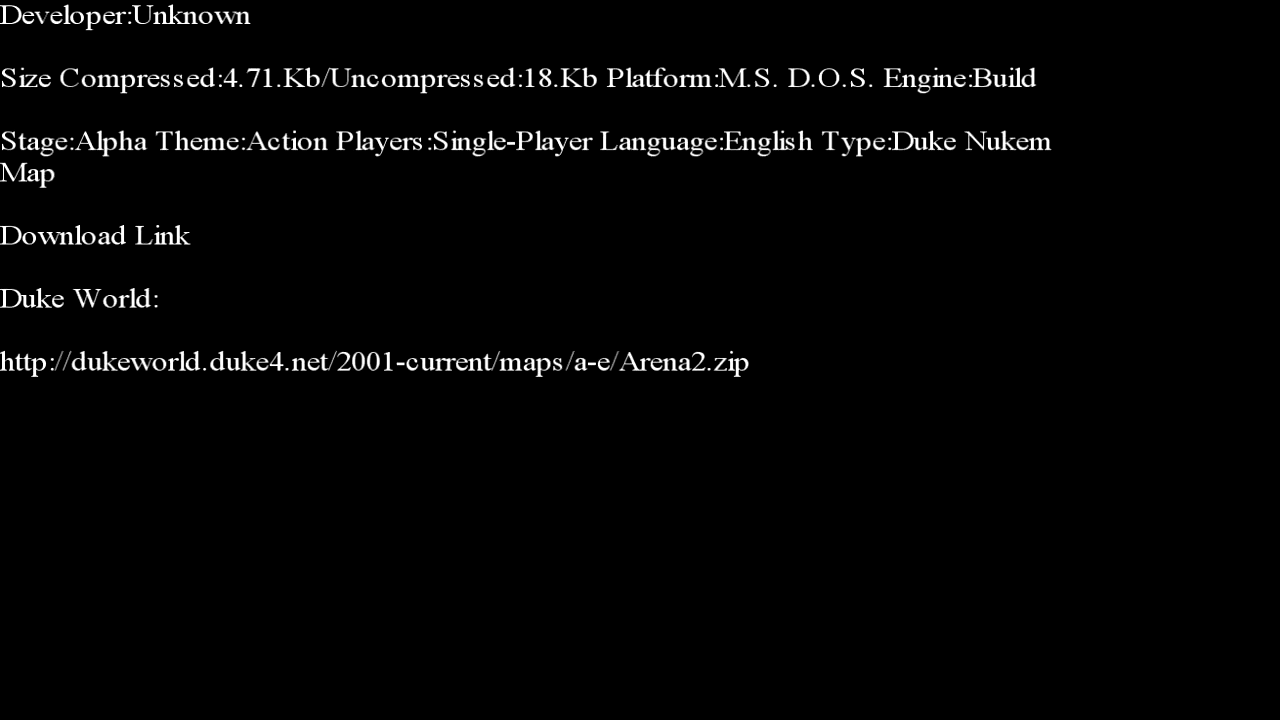 Developer:Unknown
Size Compressed:4.71.Kb/Uncompressed:18.Kb Platform:M.S. D.O.S. Engine:Build
Stage:Alpha Theme:Action Players:Single-Player Language:English Type:Duke Nukem
Map
Download Link
Duke World:
http://dukeworld.duke4.net/2001-current/maps/a-e/Arena2.zip